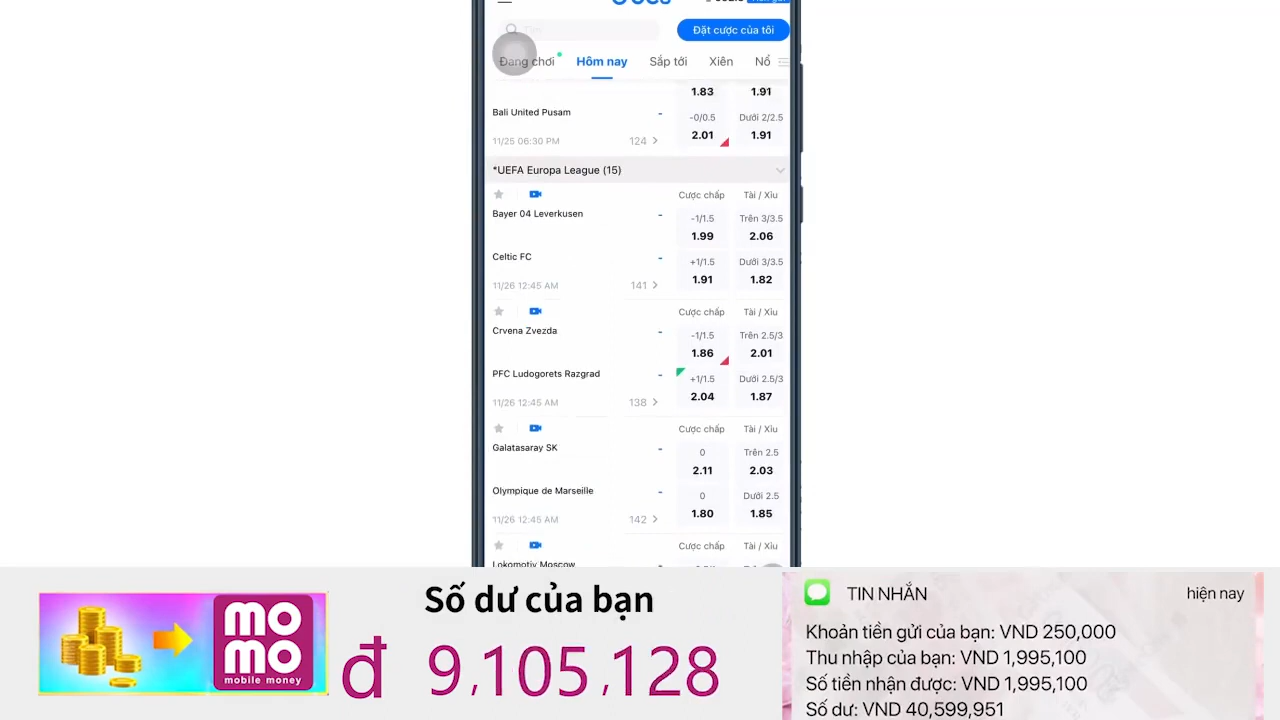 Đặt cược của tôi
Đang chơi Hôm nay Sắp tới Xiên Nổ
1.83 1.91
Bali United Pusam - -0/0.5 Dưới 2/2.5
2.01 1.91
11/25 06:30 PM 124
*UEFA Europa League (15)
Cược chấp Tài / Xỉu
Bayer 04 Leverkusen - -1/1.5 Trên 3/3.5
1.99 2.06
Celtic FC - +1/1.5 Dưới 3/3.5
1.91 1.82
11/26 12:45 AM 141
Cược chấp Tài / Xỉu
Crvena Zvezda - -1/1.5 Trên 2.5/3
1.86 2.01
PFC Ludogorets Razgrad - +1/1.5 Dưới 2.5/3
2.04 1.87
11/26 12:45 AM 138
Cược chấp Tài / Xỉu
Galatasaray SK - 0 Trên 2.5
2.11 2.03
Olympique de Marseille - 0 Dưới 2.5
1.80 1.85
11/26 12:45 AM 142
Cược chấp Tài / Xỉu
Lokomotiv Moscow
mo
mo
mobile money
Số dư của bạn
đ 9,105,128
TIN NHẮN hiện nay
Khoản tiền gửi của bạn: VND 250,000
Thu nhập của bạn: VND 1,995,100
Số tiền nhận được: VND 1,995,100
Số dư: VND 40,599,951